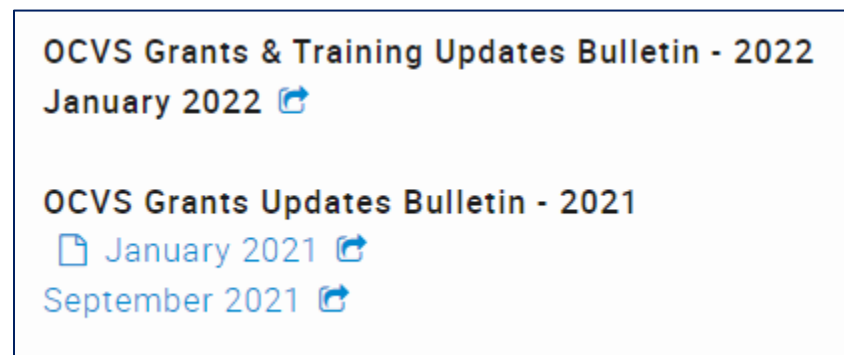 OCVS Grants & Training Updates Bulletin - 2022
January 2022
OCVS Grants Updates Bulletin - 2021
January 2021
September 2021